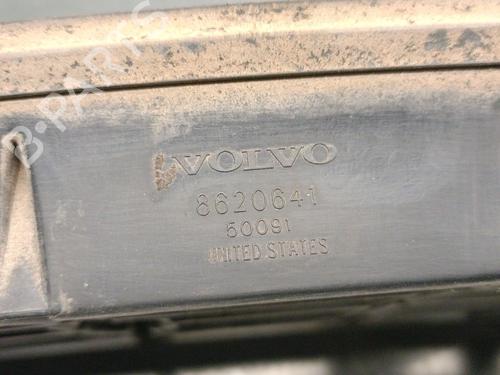 B-PARTS
VOLVO
8620641
50091
UNITED STATES